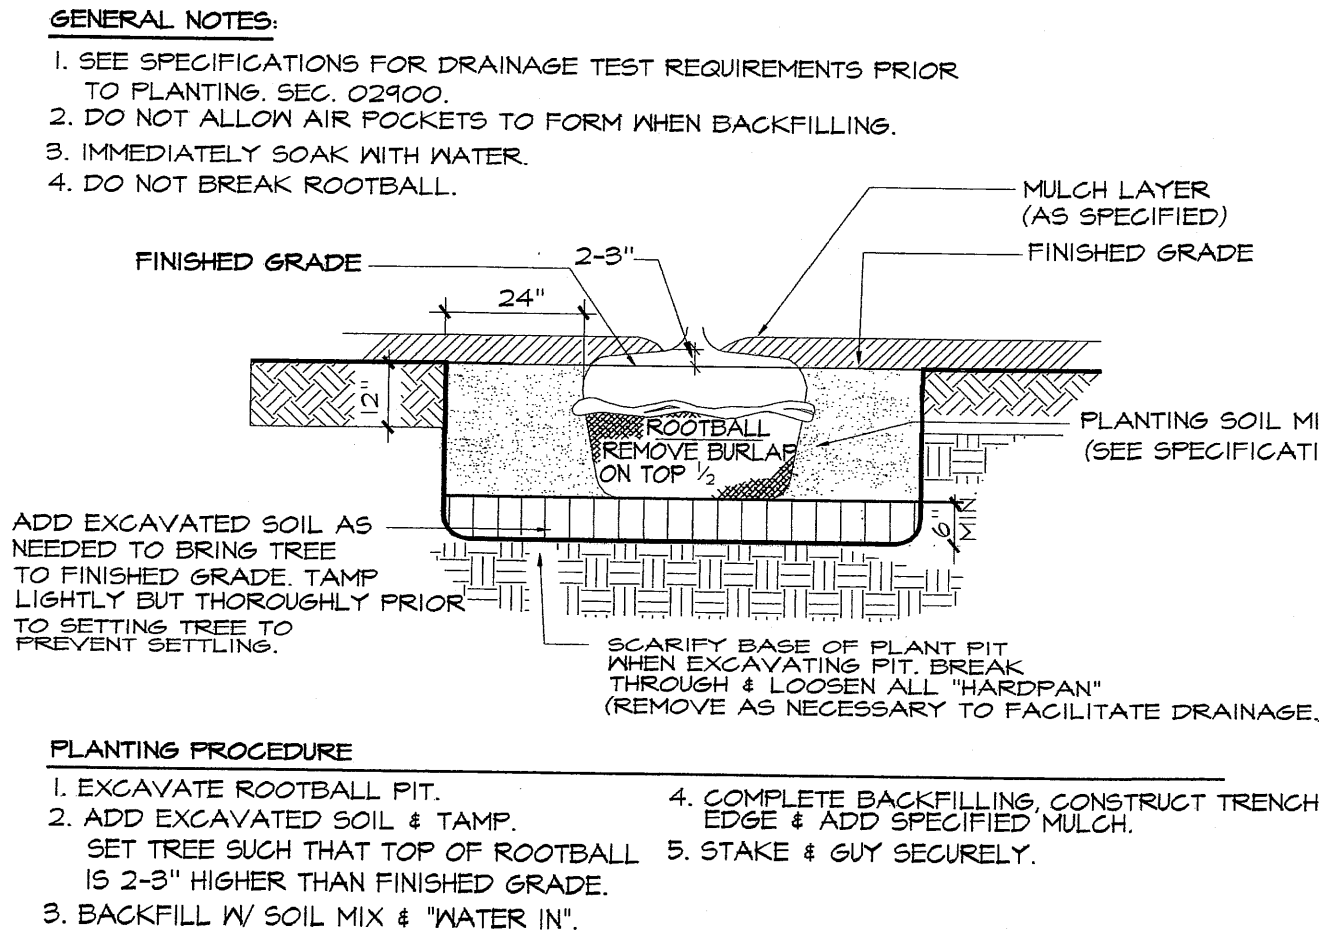 GENERAL NOTES:
1. SEE SPECIFICATIONS FOR DRAINAGE TEST REQUIREMENTS PRIOR
TO PLANTING. SEC. 02900.
2. DO NOT ALLOW AIR POCKETS TO FORM WHEN BACKFILLING.
3. IMMEDIATELY SOAK WITH WATER.
4. DO NOT BREAK ROOTBALL.
MULCH LAYER
(AS SPECIFIED)
FINISHED GRADE
2-3"
FINISHED GRADE
24"
12"
ROOTBALL
REMOVE BURLAP
ON TOP 1/2
PLANTING SOIL MI
(SEE SPECIFICATI
6"
MIN
ADD EXCAVATED SOIL AS
NEEDED TO BRING TREE
TO FINISHED GRADE. TAMP
LIGHTLY BUT THOROUGHLY PRIOR
TO SETTING TREE TO
PREVENT SETTLING.
SCARIFY BASE OF PLANT PIT
WHEN EXCAVATING PIT. BREAK
THROUGH & LOOSEN ALL "HARDPAN"
(REMOVE AS NECESSARY TO FACILITATE DRAINAGE.
PLANTING PROCEDURE
1. EXCAVATE ROOTBALL PIT.
2. ADD EXCAVATED SOIL & TAMP.
SET TREE SUCH THAT TOP OF ROOTBALL
IS 2-3" HIGHER THAN FINISHED GRADE.
3. BACKFILL W/ SOIL MIX & "WATER IN".
4. COMPLETE BACKFILLING, CONSTRUCT TRENCH
EDGE & ADD SPECIFIED MULCH.
5. STAKE & GUY SECURELY.